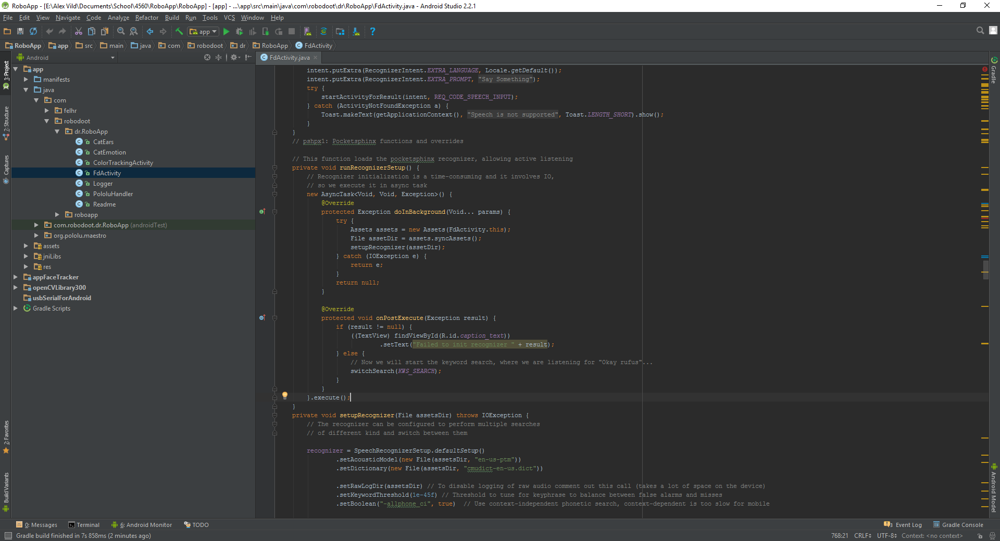 RoboApp - [E:\Alex Vild\Documents\School\4560\RoboApp\RoboApp] - [app] - ...\app\src\main\java\com\robodoot\dr\RoboApp\FdActivity.java - Android Studio 2.2.1
File Edit View Navigate Code Analyze Refactor Build Run Tools VCS Window Help
app
RoboApp app src main java com robodoot dr RoboApp FdActivity
Android
FdActivity.java
1: Project
7: Structure
Captures
2: Favorites
Build Variants
app
manifests
java
com
felhr
robodoot
dr.RoboApp
CatEars
CatEmotion
ColorTrackingActivity
FdActivity
Logger
PololuHandler
Readme
roboapp
com.robodoot.dr.RoboApp (androidTest)
org.pololu.maestro
assets
jniLibs
res
appFaceTracker
openCVLibrary300
usbSerialForAndroid
Gradle Scripts
intent.putExtra(RecognizerIntent.EXTRA_LANGUAGE, Locale.getDefault());
intent.putExtra(RecognizerIntent.EXTRA_PROMPT, "Say Something");
try {
startActivityForResult(intent, REQ_CODE_SPEECH_INPUT);
} catch (ActivityNotFoundException a) {
Toast.makeText(getApplicationContext(), "Speech is not supported", Toast.LENGTH_SHORT).show();
}
}
// pshpxl: Pocketsphinx functions and overrides
// This function loads the pocketsphinx recognizer, allowing active listening
private void runRecognizerSetup() {
// Recognizer initialization is a time-consuming and it involves IO,
// so we execute it in async task
new AsyncTask<Void, Void, Exception>() {
@Override
protected Exception doInBackground(Void... params) {
try {
Assets assets = new Assets(FdActivity.this);
File assetDir = assets.syncAssets();
setupRecognizer(assetDir);
} catch (IOException e) {
return e;
}
return null;
}
@Override
protected void onPostExecute(Exception result) {
if (result != null) {
((TextView) findViewById(R.id.caption_text))
.setText("Failed to init recognizer " + result);
} else {
// Now we will start the keyword search, where we are listening for "Okay rufus"...
switchSearch(KWS_SEARCH);
}
}
}.execute();
}
private void setupRecognizer(File assetsDir) throws IOException {
// The recognizer can be configured to perform multiple searches
// of different kind and switch between them
recognizer = SpeechRecognizerSetup.defaultSetup()
.setAcousticModel(new File(assetsDir, "en-us-ptm"))
.setDictionary(new File(assetsDir, "cmudict-en-us.dict"))
.setRawLogDir(assetsDir) // To disable logging of raw audio comment out this call (takes a lot of space on the device)
.setKeywordThreshold(1e-45f) // Threshold to tune for keyphrase to balance between false alarms and misses
.setBoolean("-allphone_ci", true) // Use context-independent phonetic search, context-dependent is too slow for mobile
Gradle
Android Model
0: Messages Terminal 6: Android Monitor TODO 3 Event Log Gradle Console
Gradle build finished in 7s 858ms (2 minutes ago) 768:21 CRLF UTF-8 Context: <no context>